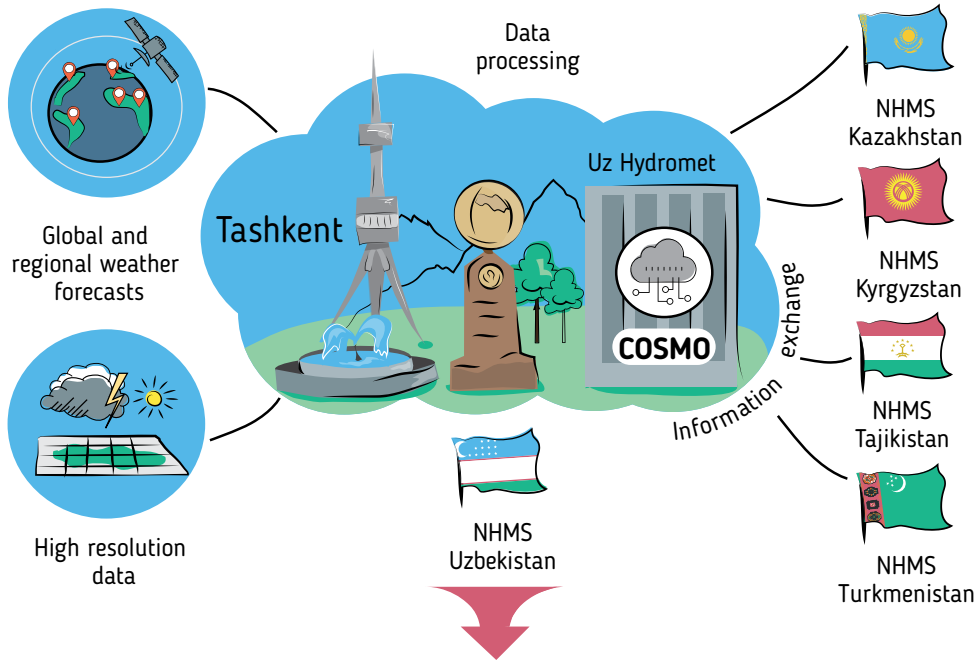 Data
processing
Global and
regional weather
forecasts
High resolution
data
Tashkent
Uz Hydromet
COSMO
Information
exchange
NHMS
Uzbekistan
NHMS
Kazakhstan
NHMS
Kyrgyzstan
NHMS
Tajikistan
NHMS
Turkmenistan